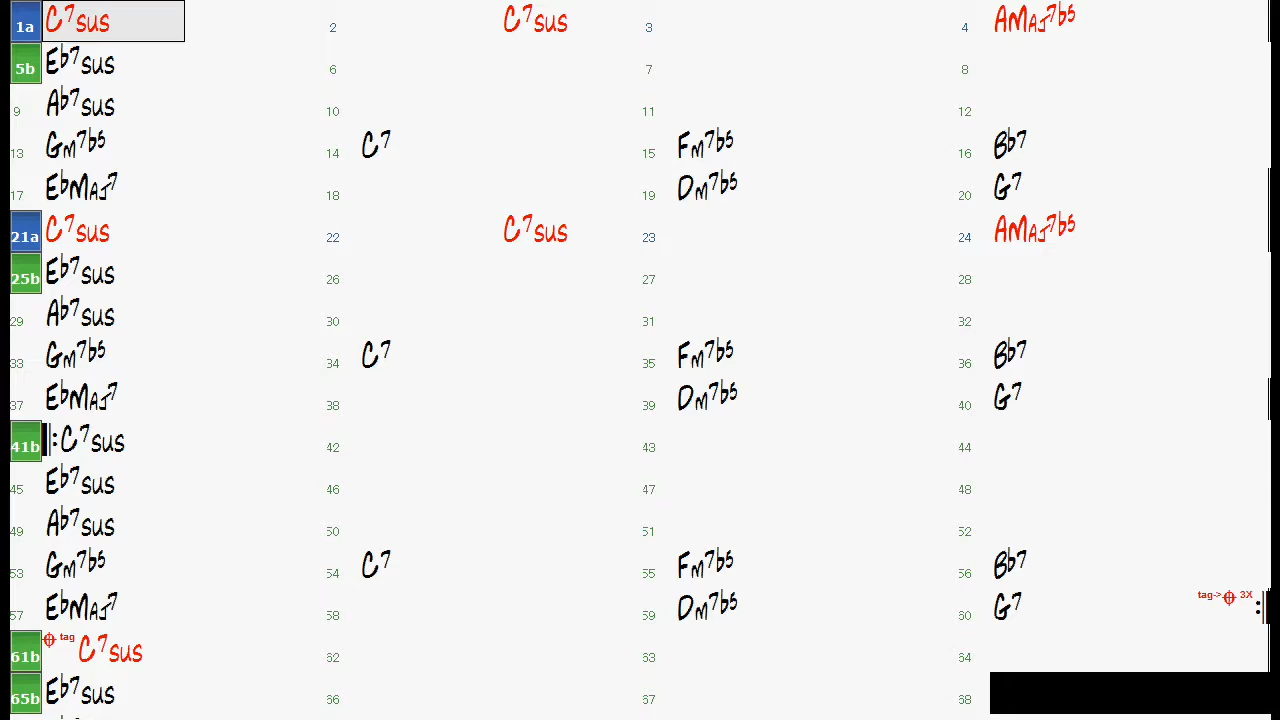 1a C7sus 2 C7sus 3 4 AMaj7b5
5b Eb7sus 6 7 8
9 Ab7sus 10 11 12
13 Gm7b5 14 C7 15 Fm7b5 16 Bb7
17 EbMaj7 18 19 Dm7b5 20 G7
21a C7sus 22 C7sus 23 24 AMaj7b5
25b Eb7sus 26 27 28
29 Ab7sus 30 31 32
33 Gm7b5 34 C7 35 Fm7b5 36 Bb7
37 EbMaj7 38 39 Dm7b5 40 G7
41b C7sus 42 43 44
45 Eb7sus 46 47 48
49 Ab7sus 50 51 52
53 Gm7b5 54 C7 55 Fm7b5 56 Bb7
57 EbMaj7 58 59 Dm7b5 60 G7 tag-> 3X
61b tag C7sus 62 63 64
65b Eb7sus 66 67 68